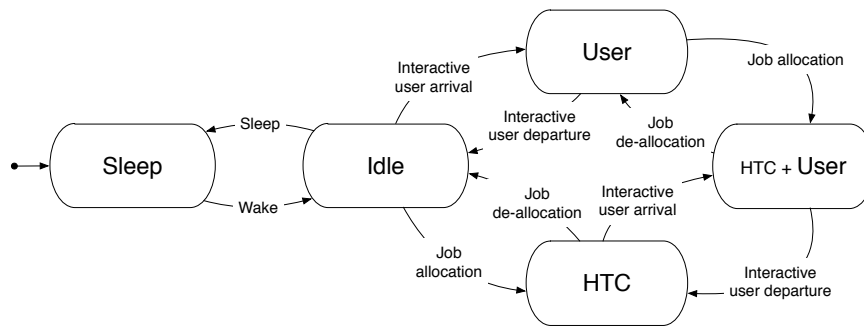 User
Job allocation
Interactive
user arrival
Interactive
user departure
Job
de-allocation
Sleep
Sleep
Idle
HTC + User
Wake
Job
de-allocation
Interactive
user arrival
Job
allocation
HTC
Interactive
user departure